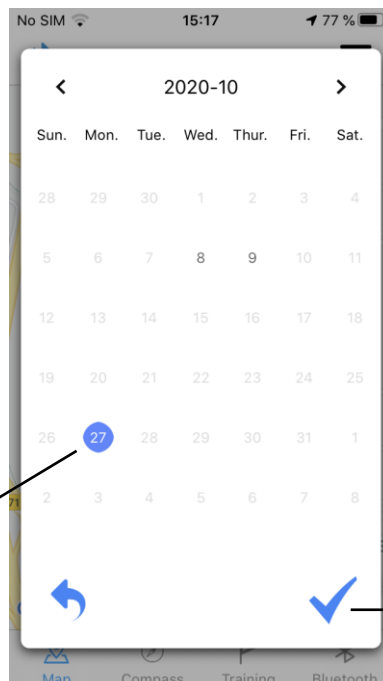 No SIM 15:17 77 %
2020-10
Sun. Mon. Tue. Wed. Thur. Fri. Sat.
28 29 30 1 2 3 4
5 6 7 8 9 10 11
12 13 14 15 16 17 18
19 20 21 22 23 24 25
26 27 28 29 30 31 1
71 2 3 4 5 6 7 8
Map Compass Training Bluetooth